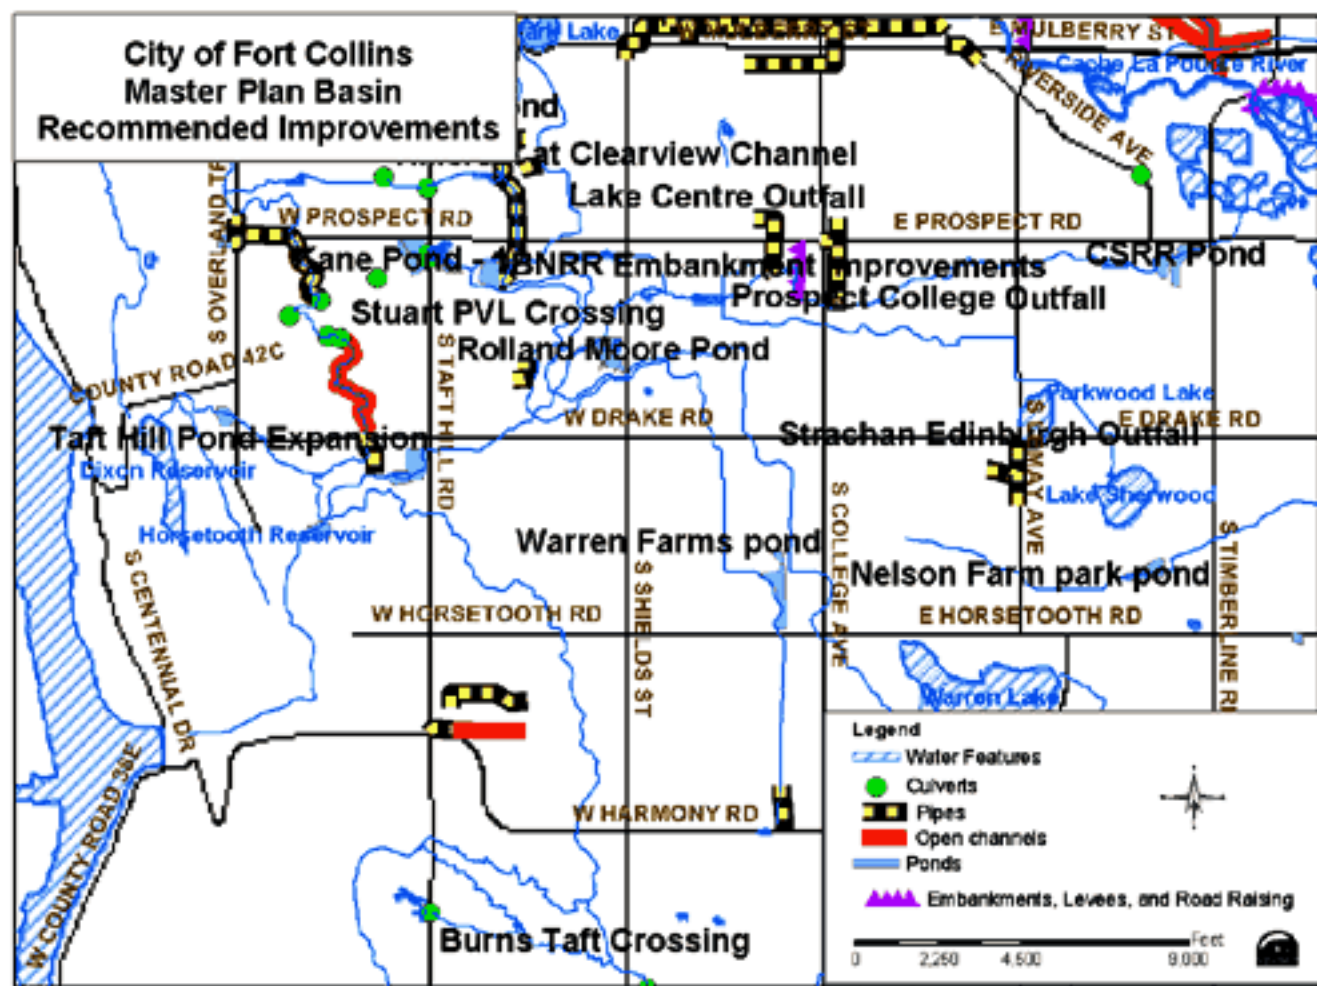 City of Fort Collins
Master Plan Basin
Recommended Improvements
Lake
W MULBERRY ST
E MULBERRY ST
Cache La Poudre River
RIVERSIDE AVE
at Clearview Channel
Lake Centre Outfall
S OVERLAND TR
W PROSPECT RD
E PROSPECT RD
Kane Pond - 1
BNRR Embankment Improvements
CSRR Pond
Prospect College Outfall
Stuart PVL Crossing
Rolland Moore Pond
COUNTY ROAD 42C
S TAFT HILL RD
W DRAKE RD
Parkwood Lake
E DRAKE RD
Taft Hill Pond Expansion
Strachan Edinburgh Outfall
S LEMAY AVE
Dixon Reservoir
Lake Sherwood
Horsetooth Reservoir
Warren Farms pond
S COLLEGE AVE
S TIMBERLINE RD
S CENTENNIAL DR
S SHIELDS ST
Nelson Farm park pond
W HORSETOOTH RD
E HORSETOOTH RD
Warren Lake
W COUNTY ROAD 38E
W HARMONY RD
Burns Taft Crossing
Legend
Water Features
Culverts
Pipes
Open channels
Ponds
Embankments, Levees, and Road Raising
Feet
0 2,250 4,500 9,000